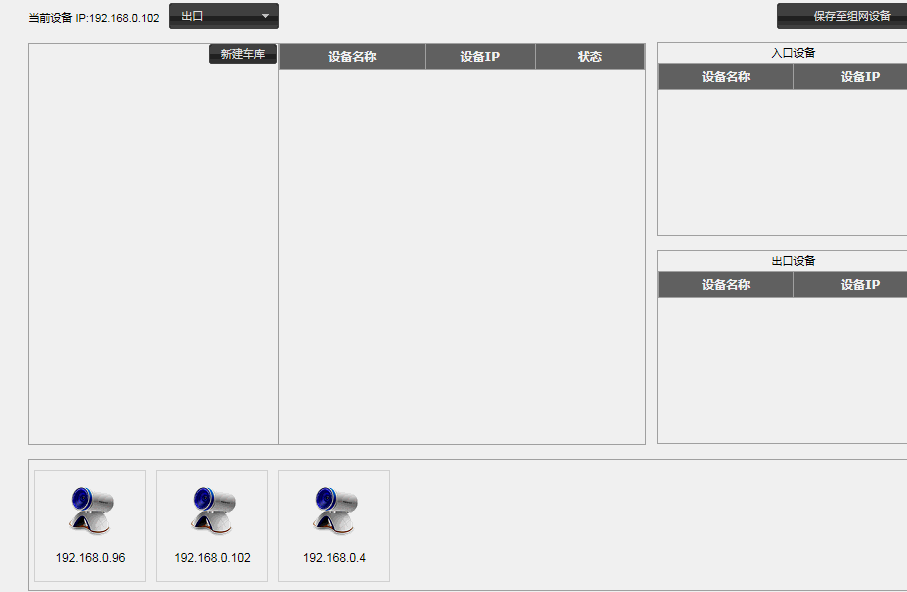 当前设备 IP:192.168.0.102 出口 保存至组网设备
新建车库 设备名称 设备IP 状态
入口设备
设备名称 设备IP
出口设备
设备名称 设备IP
192.168.0.96 192.168.0.102 192.168.0.4